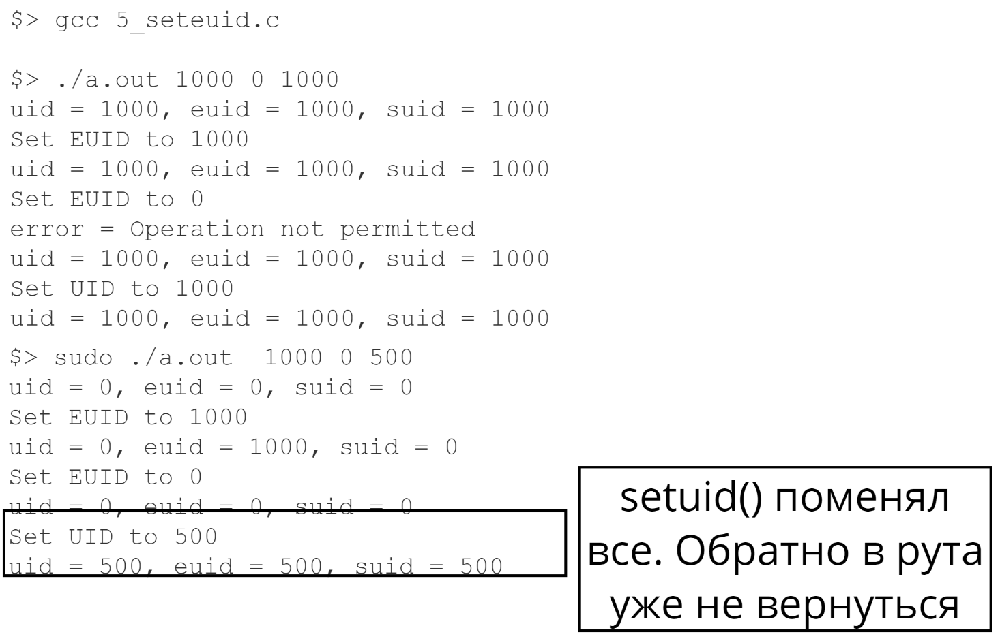 $> gcc 5_seteuid.c
$> ./a.out 1000 0 1000
uid = 1000, euid = 1000, suid = 1000
Set EUID to 1000
uid = 1000, euid = 1000, suid = 1000
Set EUID to 0
error = Operation not permitted
uid = 1000, euid = 1000, suid = 1000
Set UID to 1000
uid = 1000, euid = 1000, suid = 1000
$> sudo ./a.out  1000 0 500
uid = 0, euid = 0, suid = 0
Set EUID to 1000
uid = 0, euid = 1000, suid = 0
Set EUID to 0
uid = 0, euid = 0, suid = 0
Set UID to 500
uid = 500, euid = 500, suid = 500
setuid() поменял
все. Обратно в рута
уже не вернуться